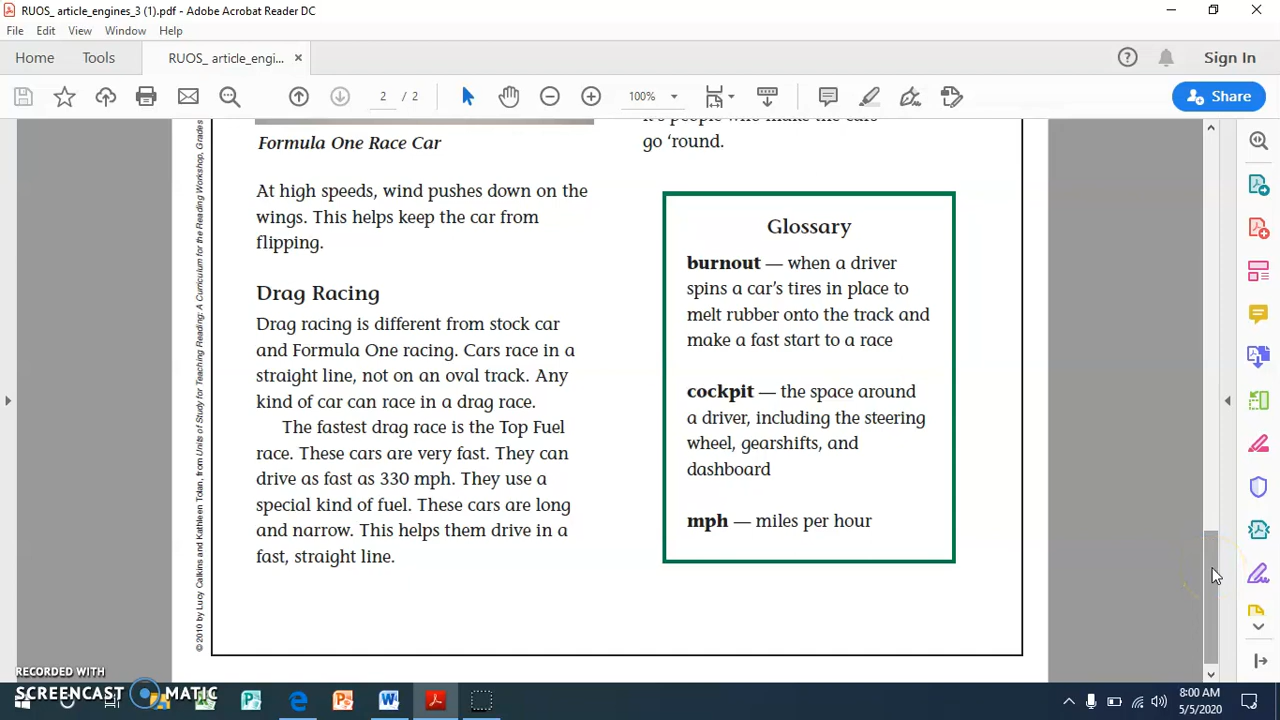 RUOS_ article_engines_3 (1).pdf - Adobe Acrobat Reader DC
File Edit View Window Help
Home Tools RUOS_ article_engi... ×
Sign In
2 / 2 100% Share
it's people who make the cars
Formula One Race Car
go ‘round.
At high speeds, wind pushes down on the
wings. This helps keep the car from
flipping.
Drag Racing
Drag racing is different from stock car
and Formula One racing. Cars race in a
straight line, not on an oval track. Any
kind of car can race in a drag race.
The fastest drag race is the Top Fuel
race. These cars are very fast. They can
drive as fast as 330 mph. They use a
special kind of fuel. These cars are long
and narrow. This helps them drive in a
fast, straight line.
Glossary
burnout — when a driver
spins a car’s tires in place to
melt rubber onto the track and
make a fast start to a race
cockpit — the space around
a driver, including the steering
wheel, gearshifts, and
dashboard
mph — miles per hour
© 2010 by Lucy Calkins and Kathleen Tolan, from Units of Study for Teaching Reading: A Curriculum for the Reading Workshop, Grades
RECORDED WITH
SCREENCAST MATIC
8:00 AM
5/5/2020